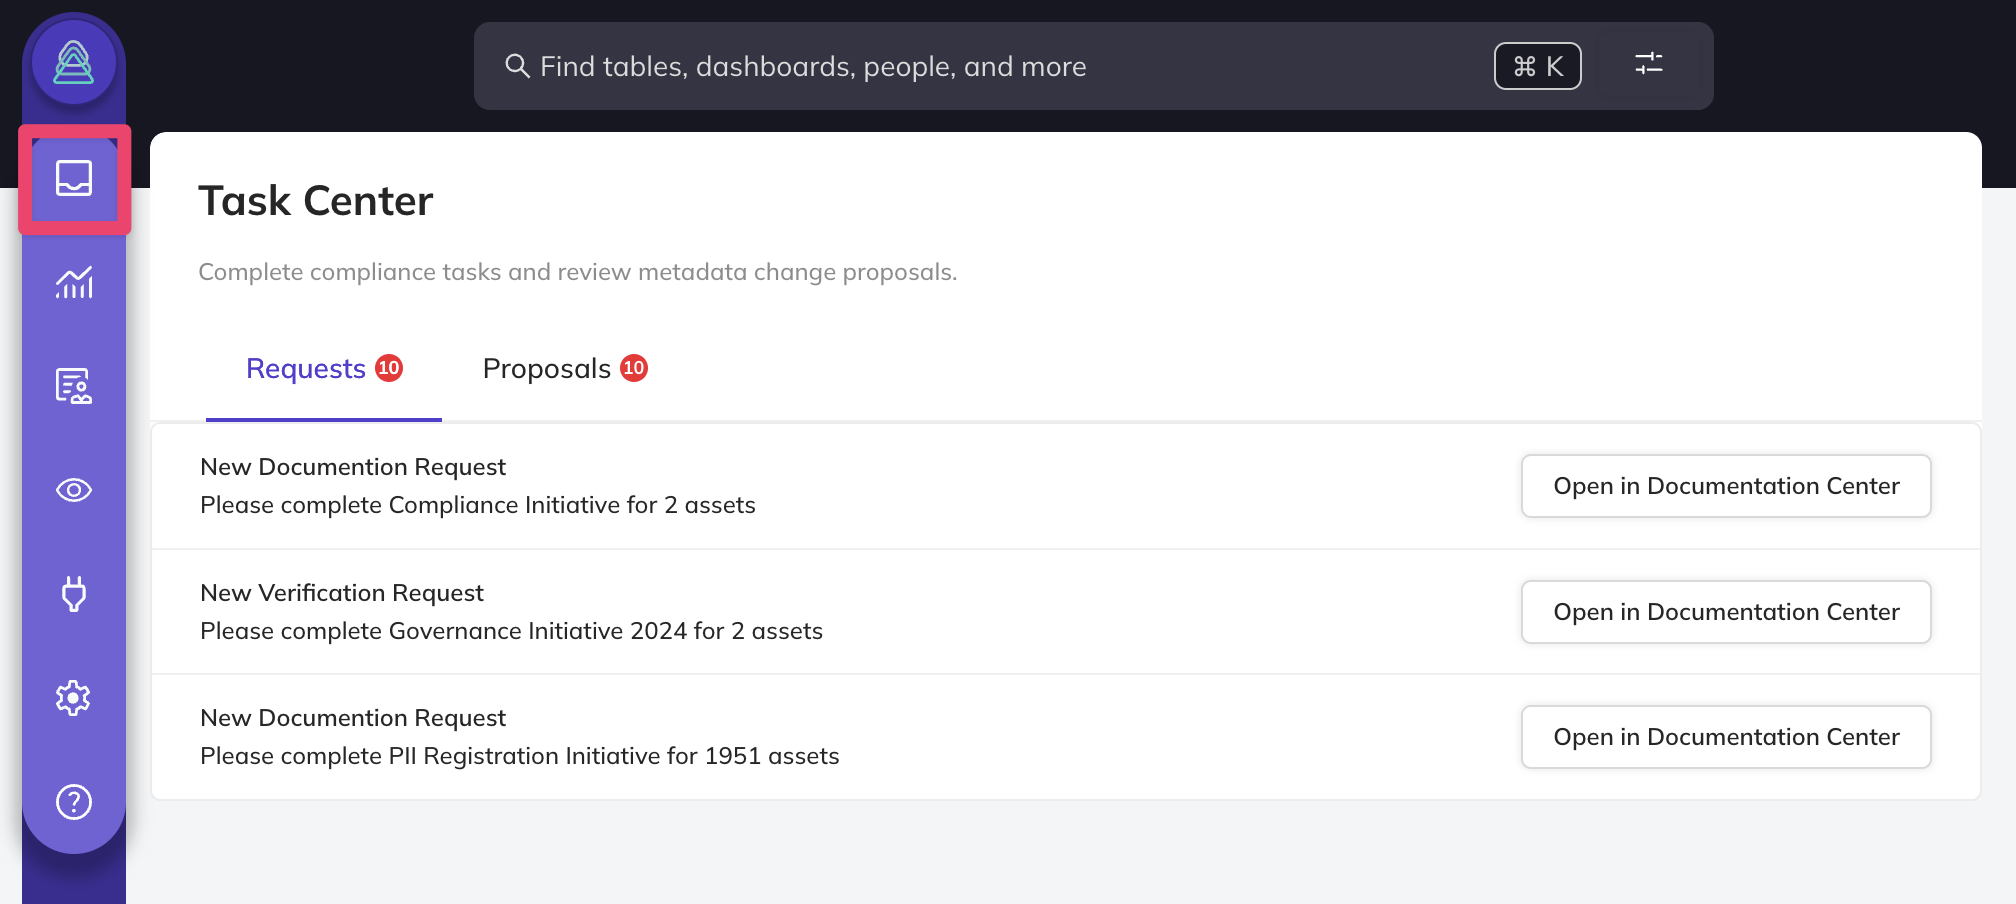 Find tables, dashboards, people, and more
⌘ K
Task Center
Complete compliance tasks and review metadata change proposals.
Requests 10
Proposals 10
New Documention Request
Please complete Compliance Initiative for 2 assets
Open in Documentation Center
New Verification Request
Please complete Governance Initiative 2024 for 2 assets
Open in Documentation Center
New Documention Request
Please complete PII Registration Initiative for 1951 assets
Open in Documentation Center